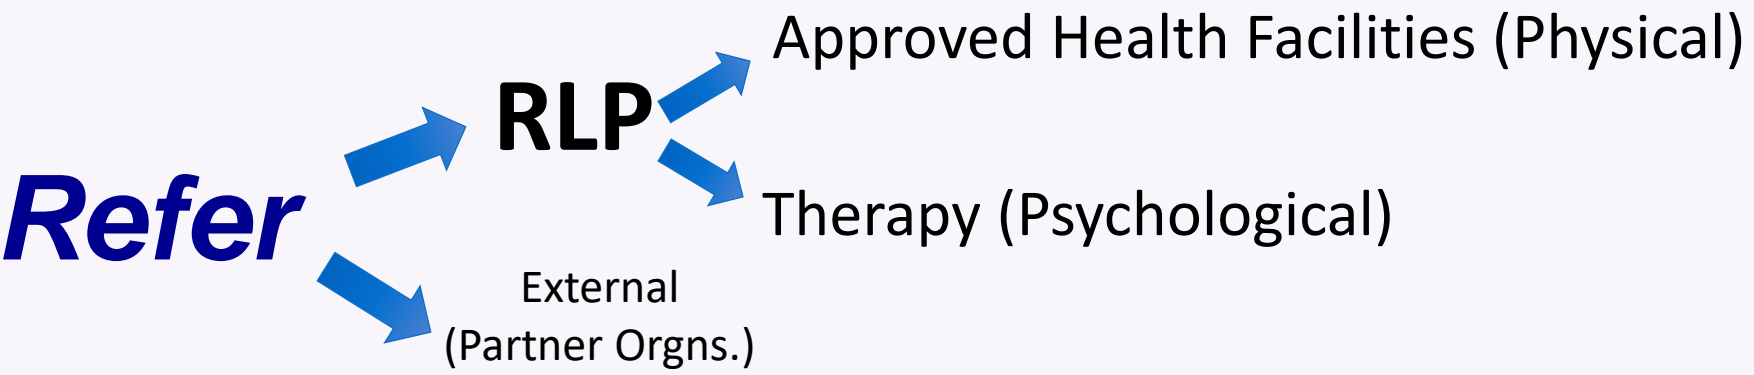 Approved Health Facilities (Physical)
RLP
Refer
Therapy (Psychological)
External
(Partner Orgns.)